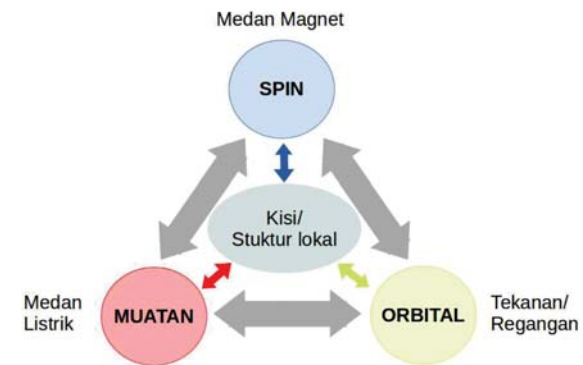 Medan Magnet
SPIN
Kisi/
Stuktur lokal
Medan
Listrik
MUATAN
ORBITAL
Tekanan/
Regangan